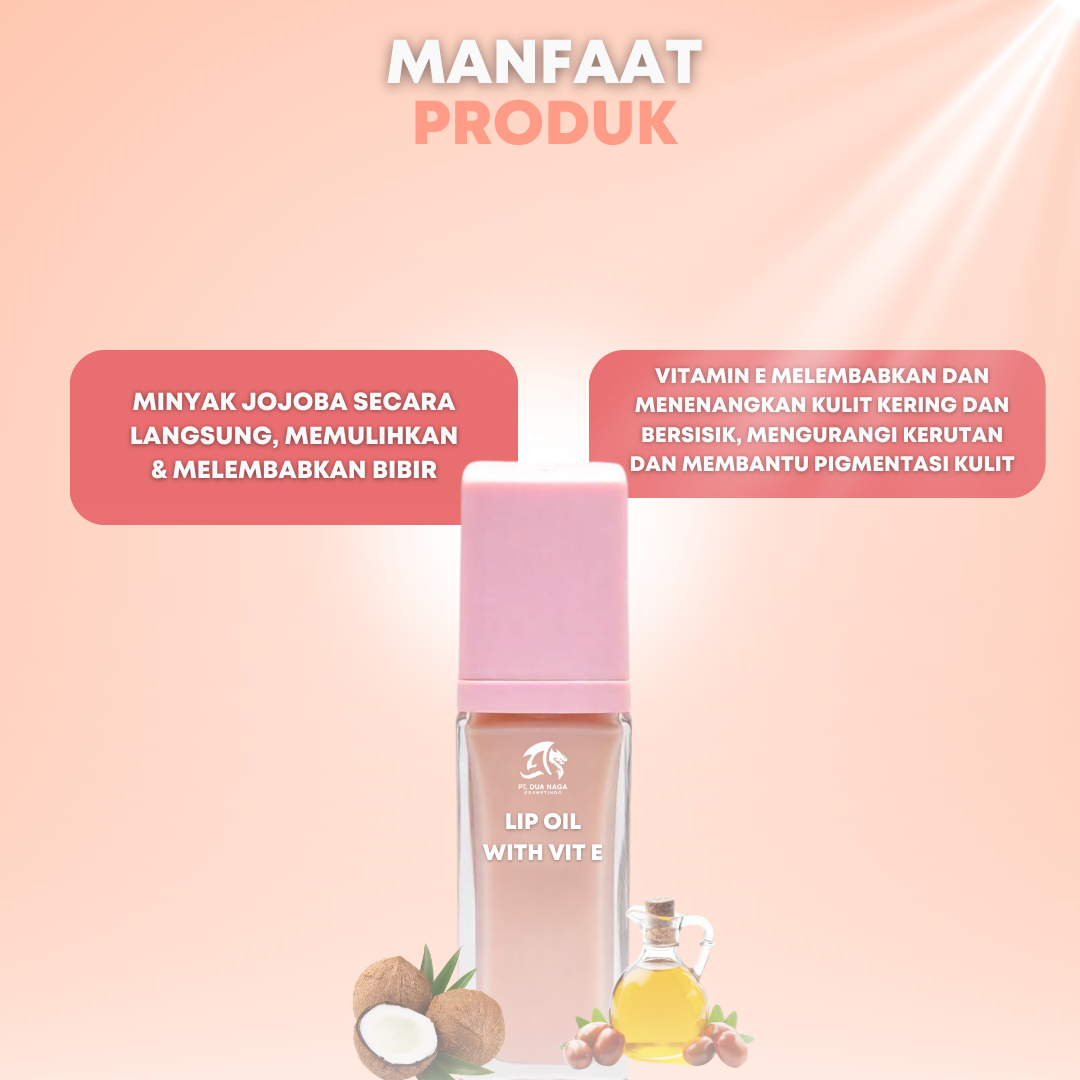 MANFAAT
PRODUK
MINYAK JOJOBA SECARA
LANGSUNG, MEMULIHKAN
& MELEMBABKAN BIBIR
VITAMIN E MELEMBABKAN DAN
MENENANGKAN KULIT KERING DAN
BERSISIK, MENGURANGI KERUTAN
DAN MEMBANTU PIGMENTASI KULIT
PT. DUA NAGA
KOSMETINDO
LIP OIL
WITH VIT E